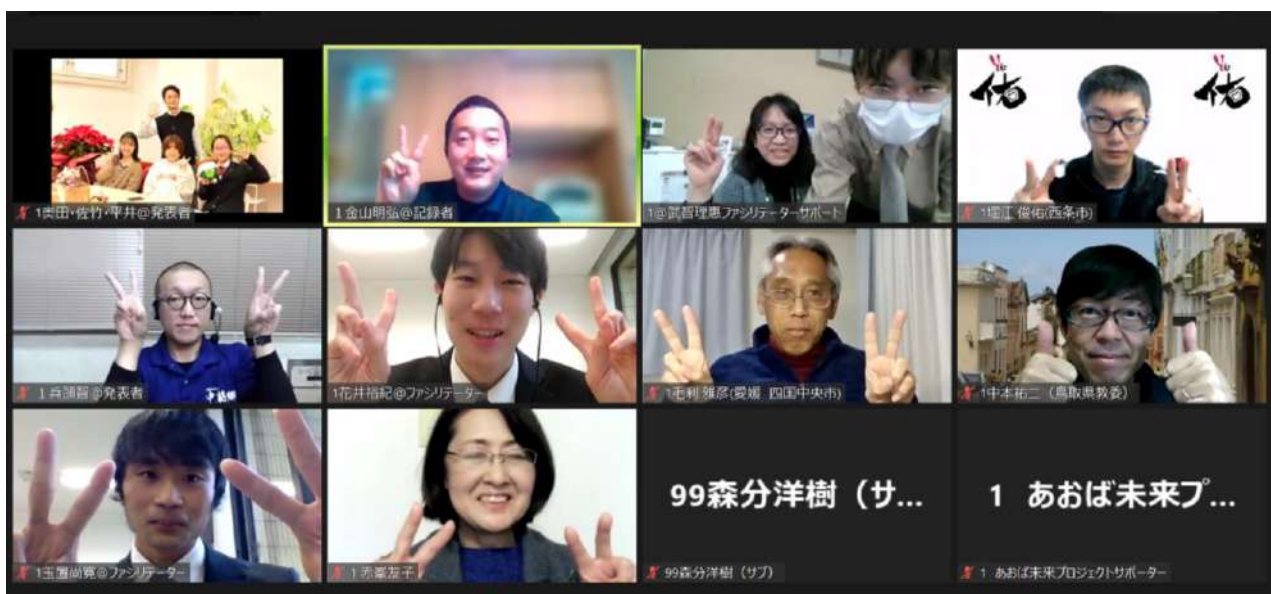 1奥田・佐竹・平井@発表者
1 金山明弘@記録者
1@武智理恵ファシリテーターサポート
佑
佑
1堀江 俊佑(西条市)
1 兵頭智@発表者
1花井裕紀@ファシリテーター
1毛利 雅彦(愛媛 四国中央市)
1中本祐二（鳥取県教委）
1玉置尚寛@ファシリテーター
1 赤峯友子
99森分洋樹（サ...
99森分洋樹（サブ）
1 あおば未来プ...
1 あおば未来プロジェクトサポーター